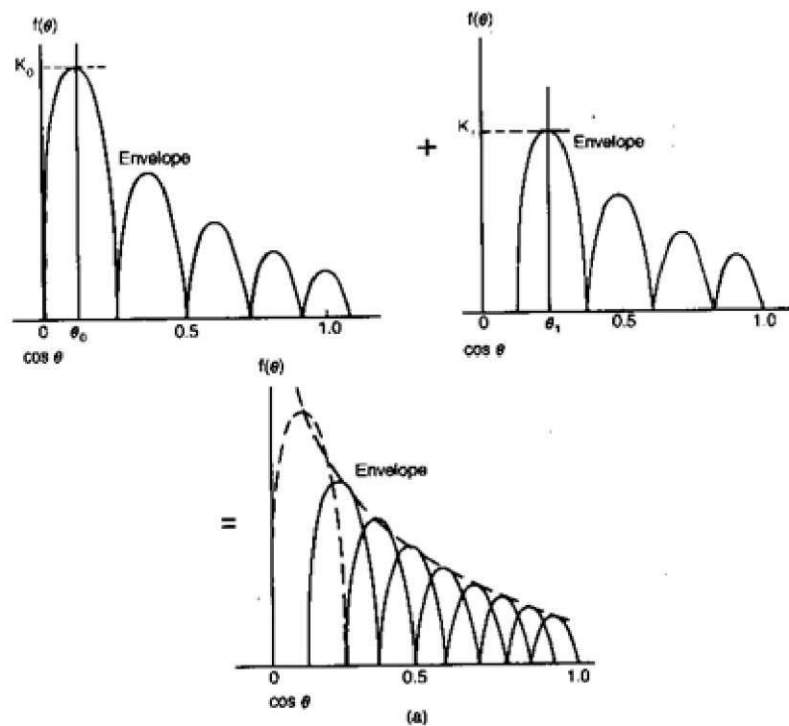 f(θ)
K₀
Envelope
0 θ₀ 0.5 1.0
cos θ
+
f(θ)
K₁
Envelope
0 θ₁ 0.5 1.0
cos θ
=
f(θ)
Envelope
0 0.5 1.0
cos θ
(a)